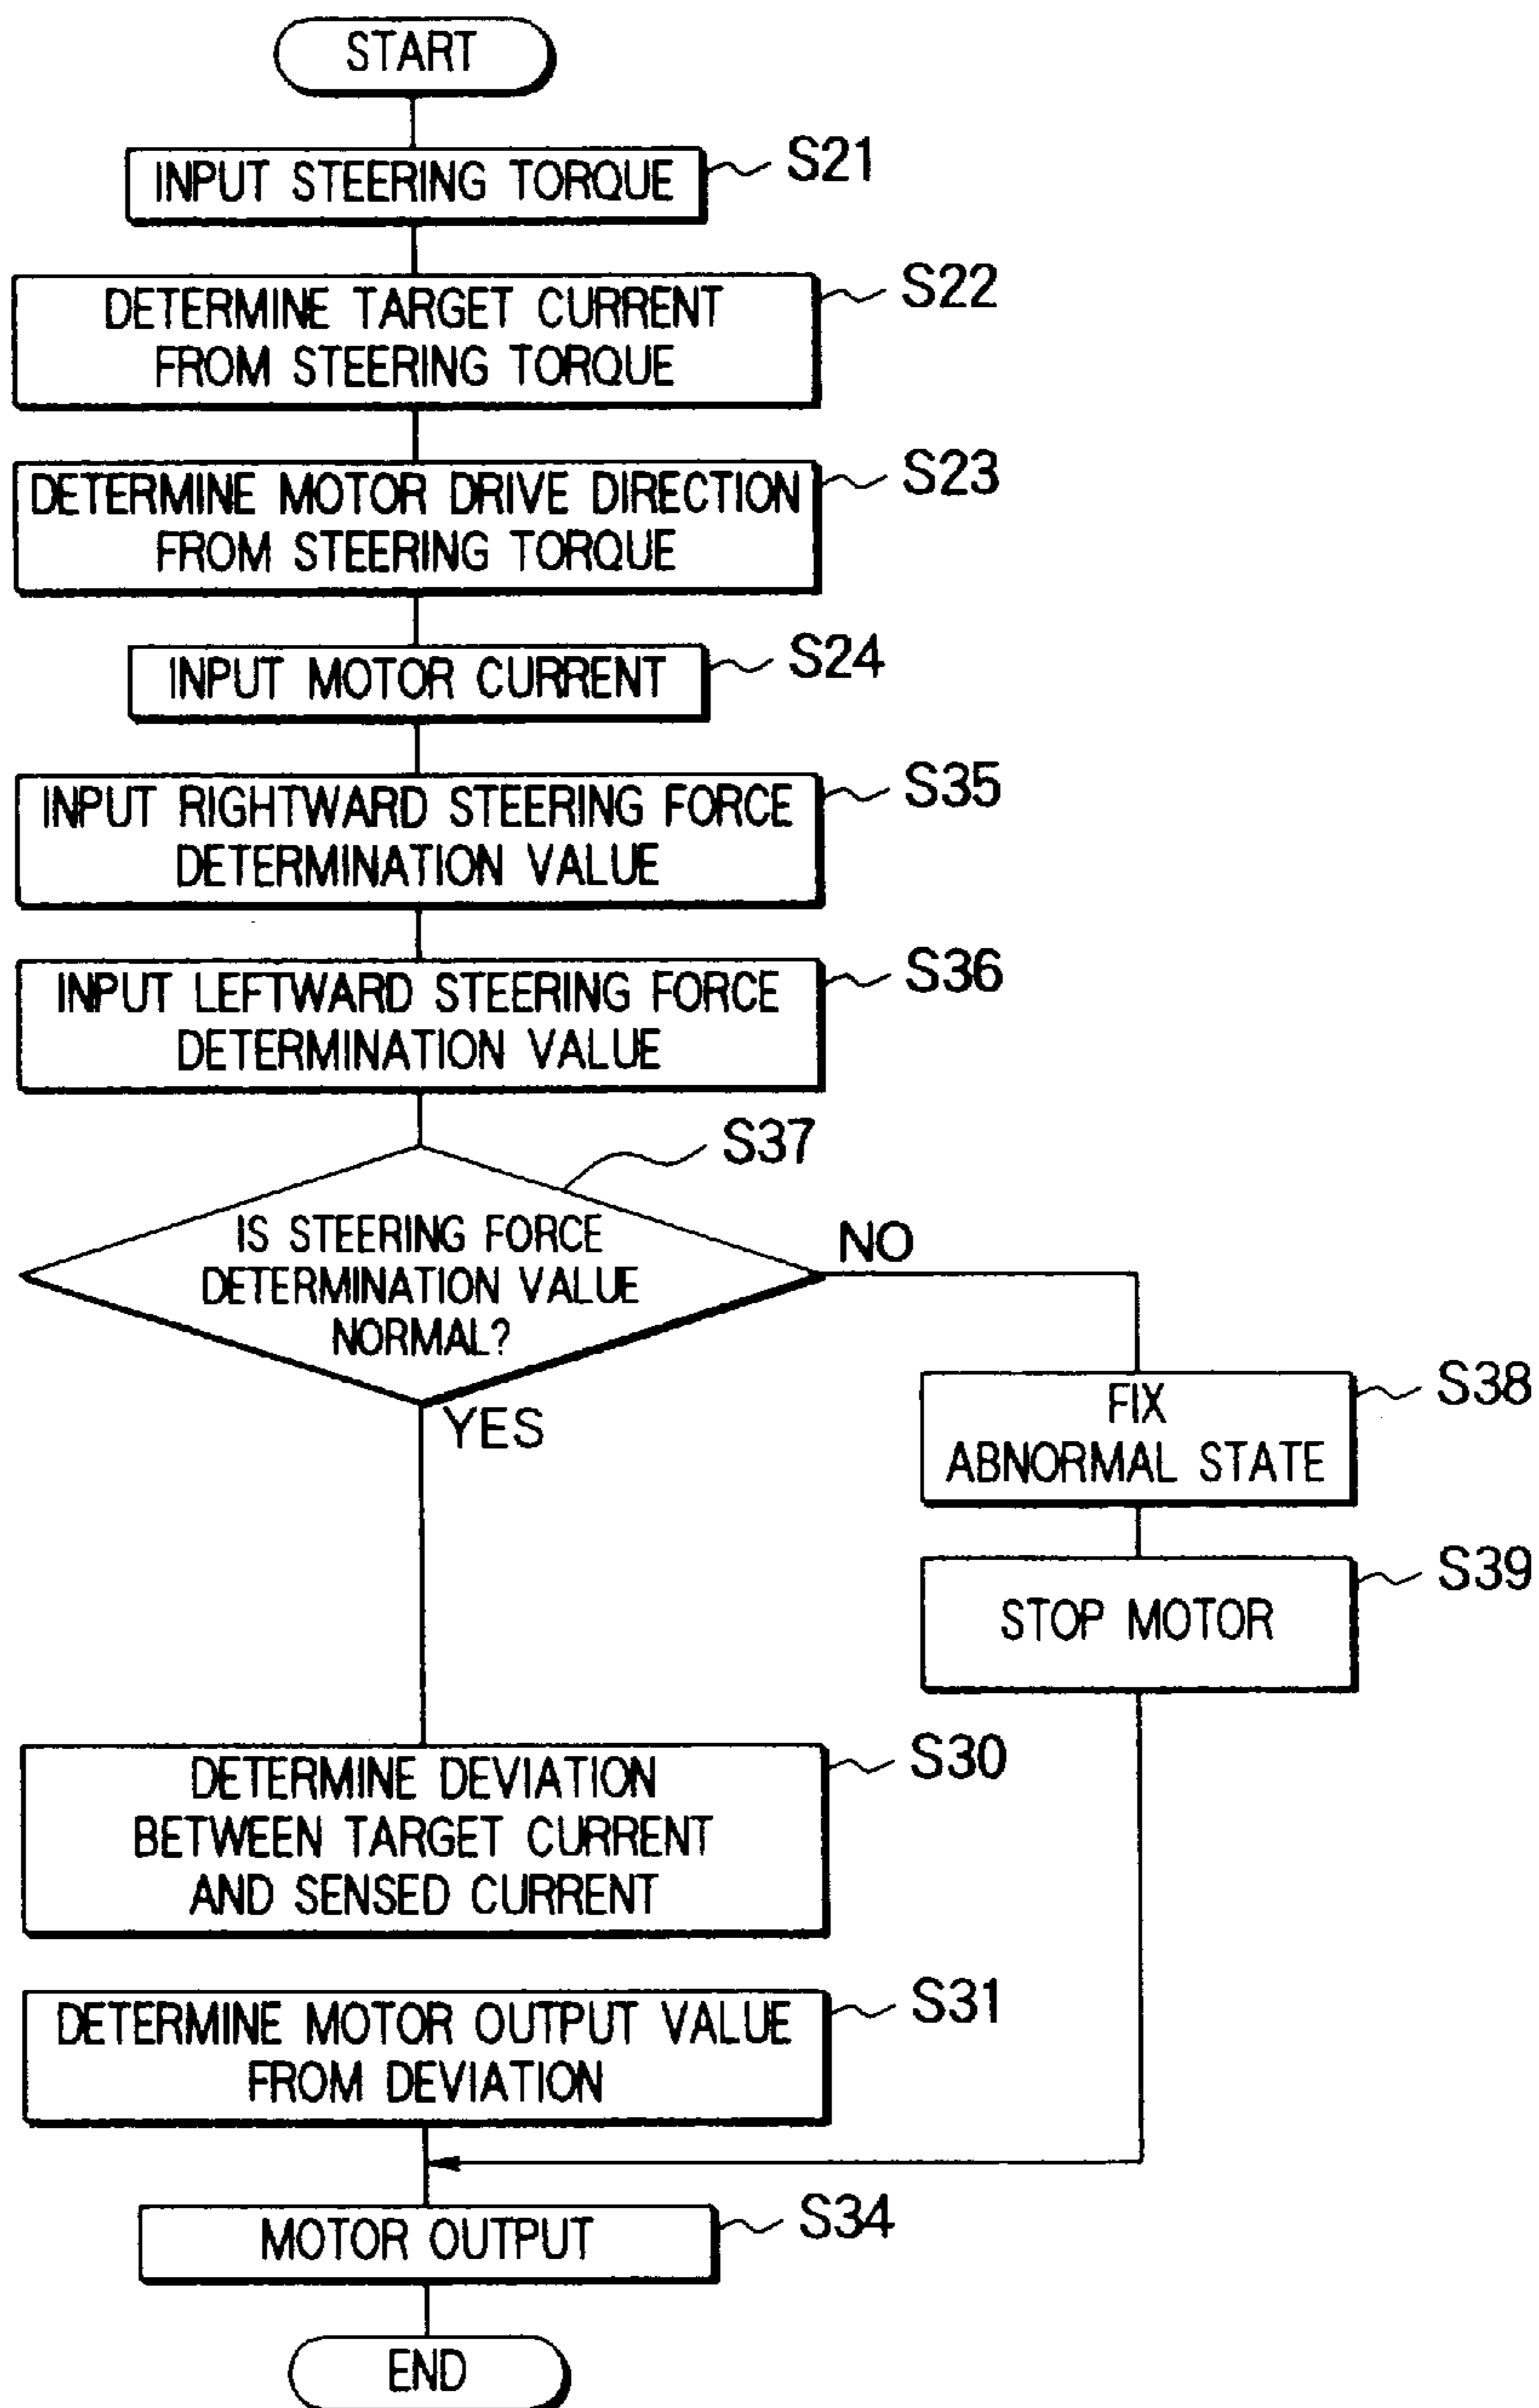 START
INPUT STEERING TORQUE
S21
DETERMINE TARGET CURRENT
FROM STEERING TORQUE
S22
DETERMINE MOTOR DRIVE DIRECTION
FROM STEERING TORQUE
S23
INPUT MOTOR CURRENT
S24
INPUT RIGHTWARD STEERING FORCE
DETERMINATION VALUE
S35
INPUT LEFTWARD STEERING FORCE
DETERMINATION VALUE
S36
S37
IS STEERING FORCE
DETERMINATION VALUE
NORMAL?
NO
YES
FIX
ABNORMAL STATE
S38
STOP MOTOR
S39
DETERMINE DEVIATION
BETWEEN TARGET CURRENT
AND SENSED CURRENT
S30
DETERMINE MOTOR OUTPUT VALUE
FROM DEVIATION
S31
MOTOR OUTPUT
S34
END